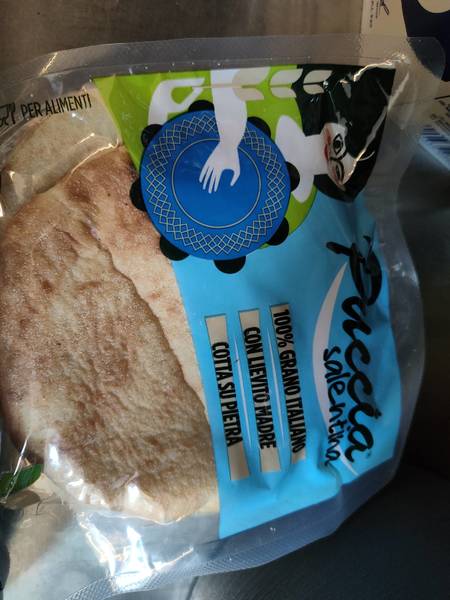 PER ALIMENTI
Puccia®
salentina
100% GRANO ITALIANO
CON LIEVITO MADRE
COTTA SU PIETRA